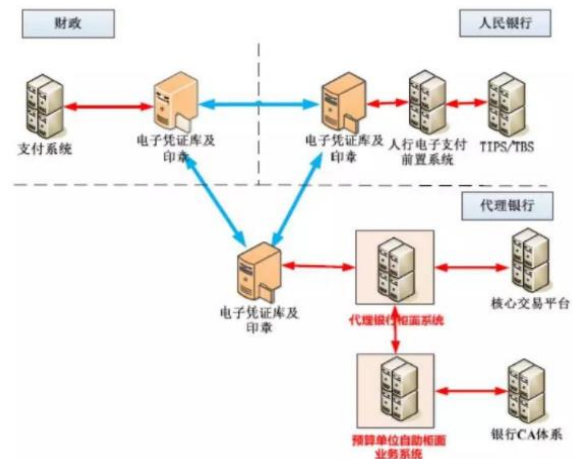 财政
人民银行
支付系统
电子凭证库及
印章
电子凭证库及
印章
人行电子支付
前置系统
TIPS/TBS
代理银行
电子凭证库及
印章
代理银行柜面系统
核心交易平台
预算单位自助柜面
业务系统
银行CA体系